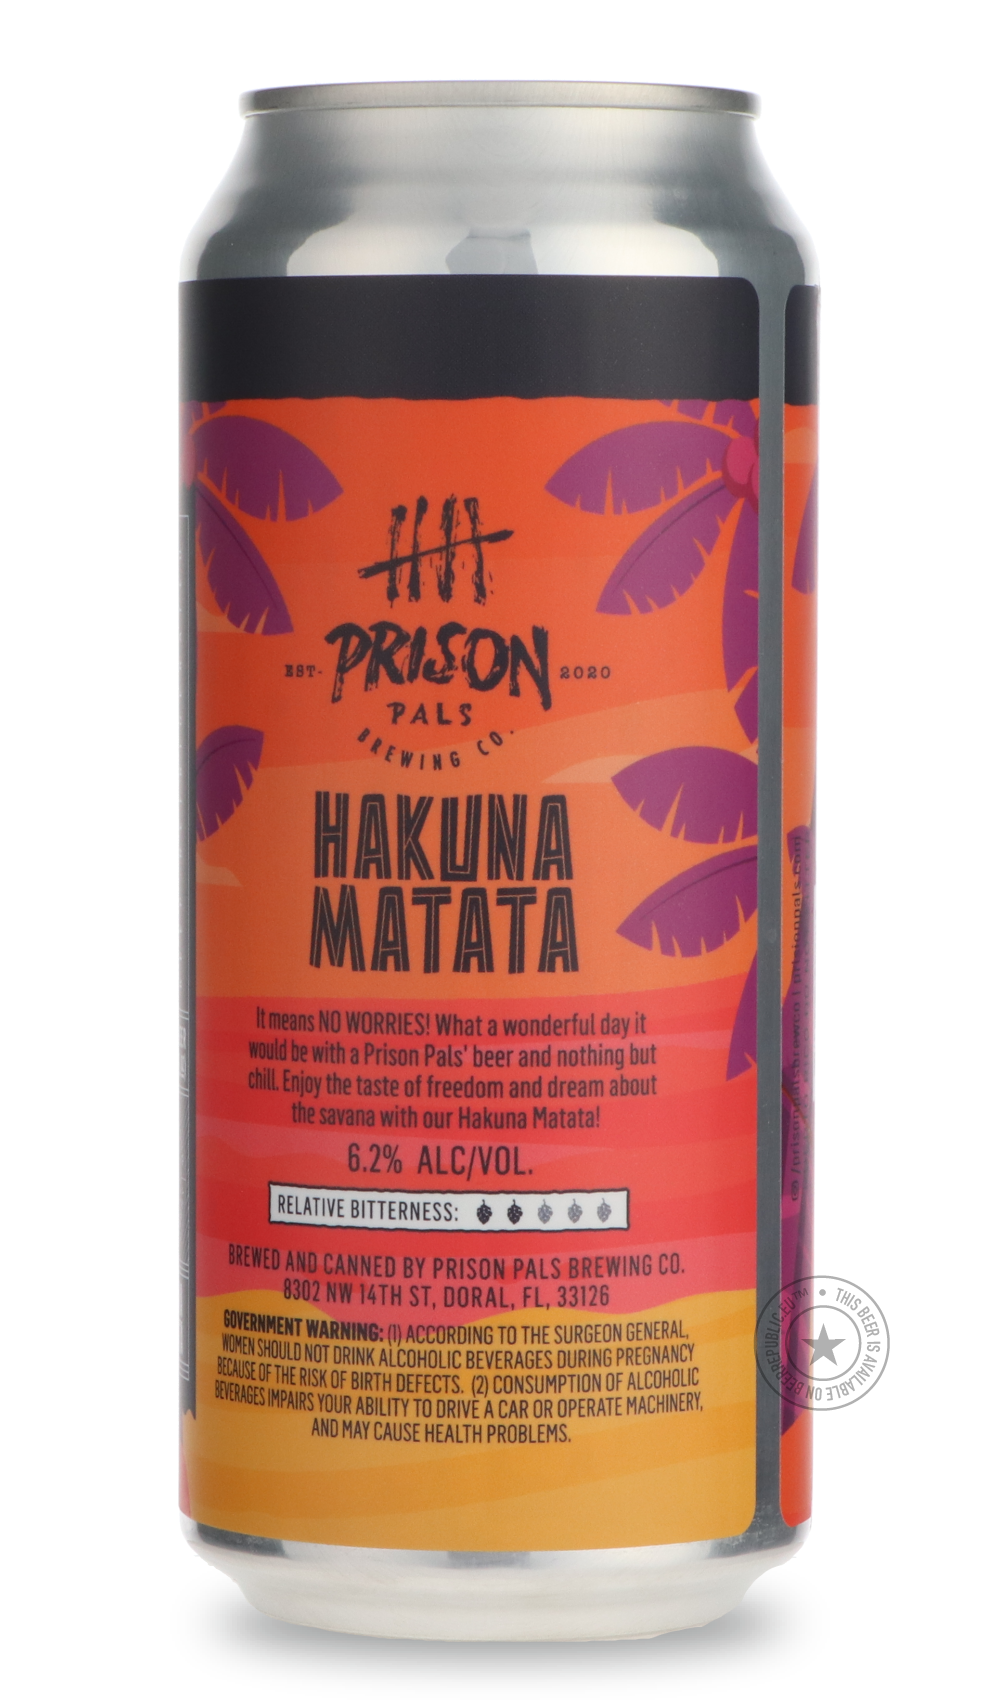 EST- PRISON 2020
PALS
BREWING CO.
HAKUNA
MATATA
It means NO WORRIES! What a wonderful day it
would be with a Prison Pals' beer and nothing but
chill. Enjoy the taste of freedom and dream about
the savana with our Hakuna Matata!
6.2% ALC/VOL.
RELATIVE BITTERNESS:
BREWED AND CANNED BY PRISON PALS BREWING CO.
8302 NW 14TH ST, DORAL, FL, 33126
GOVERNMENT WARNING: (1) ACCORDING TO THE SURGEON GENERAL,
WOMEN SHOULD NOT DRINK ALCOHOLIC BEVERAGES DURING PREGNANCY
BECAUSE OF THE RISK OF BIRTH DEFECTS. (2) CONSUMPTION OF ALCOHOLIC
BEVERAGES IMPAIRS YOUR ABILITY TO DRIVE A CAR OR OPERATE MACHINERY,
AND MAY CAUSE HEALTH PROBLEMS.
/prisonpalsbrewco | prisonpals.com
THIS BEER IS AVAILABLE ON BEERREPUBLIC.EU™